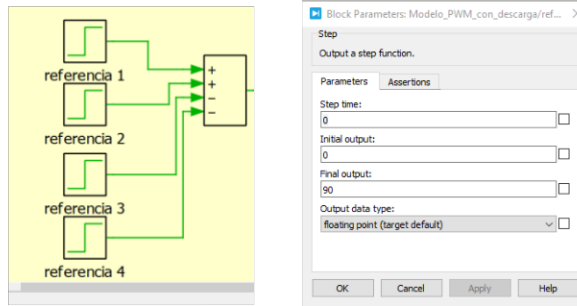 referencia 1
referencia 2
referencia 3
referencia 4
+
+
−
−
Block Parameters: Modelo_PWM_con_descarga/ref...
Step
Output a step function.
Parameters Assertions
Step time:
0
Initial output:
0
Final output:
90
Output data type:
floating point (target default)
OK Cancel Apply Help